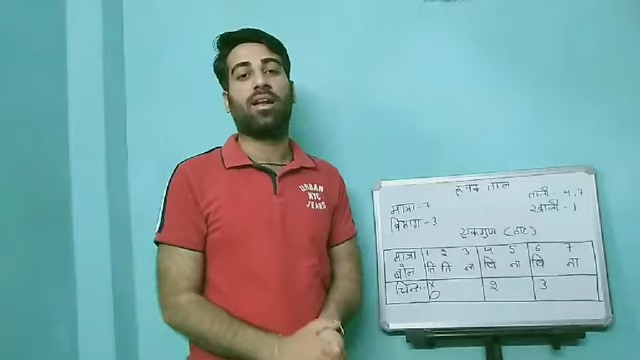 URBAN
NYC
JEANS
रूपक ताल
मात्रा - 7
विभाग - 3
ताली - 4, 7
खाली - 1
एकगुण (ठाह)
मात्रा 1 2 3 4 5 6 7
बोल ति ति ना धि ना धि ना
चिन्ह 0 2 3